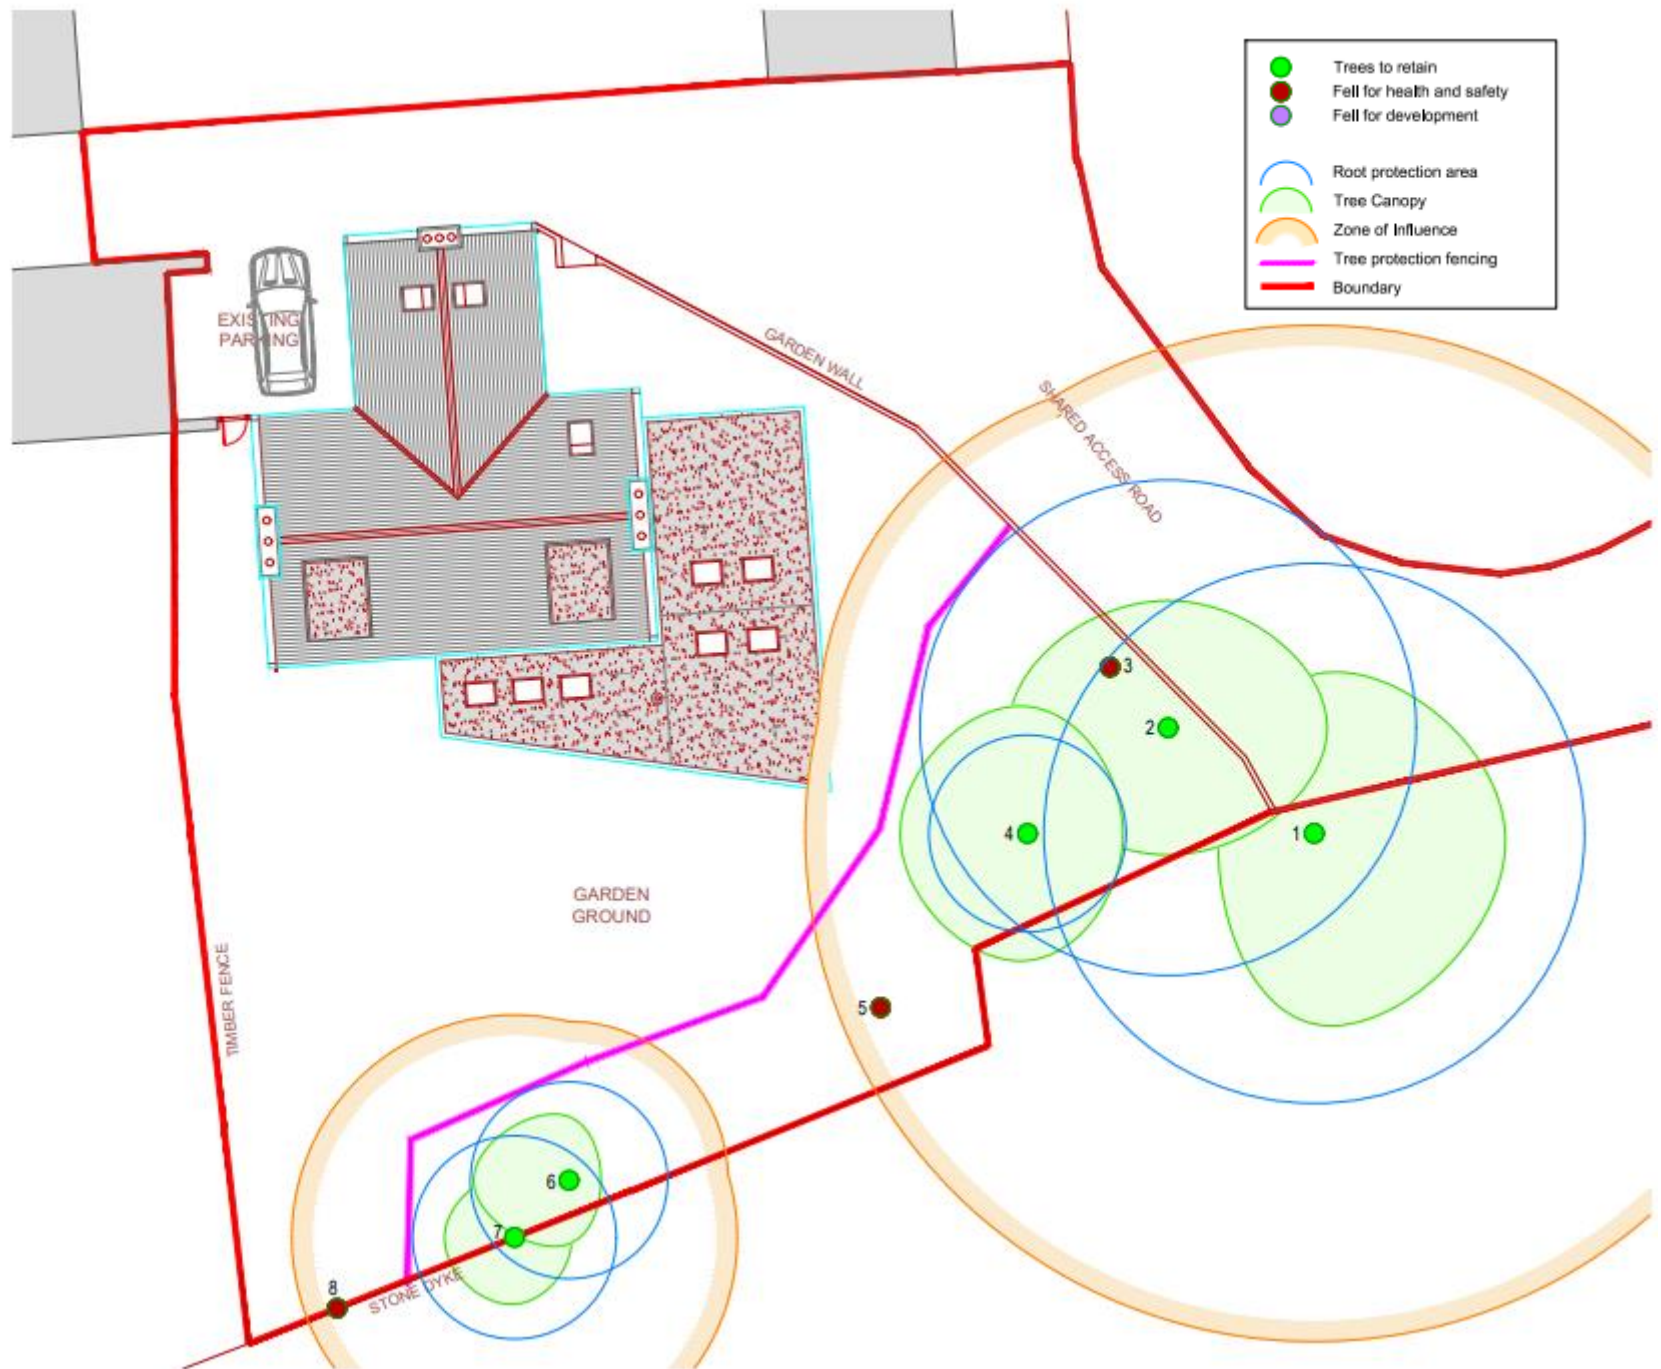 Trees to retain
Fell for health and safety
Fell for development
Root protection area
Tree Canopy
Zone of Influence
Tree protection fencing
Boundary
EXISTING
PARKING
GARDEN WALL
SHARED ACCESS ROAD
3
2
4
1
GARDEN
GROUND
TIMBER FENCE
5
6
7
8
STONE DYKE